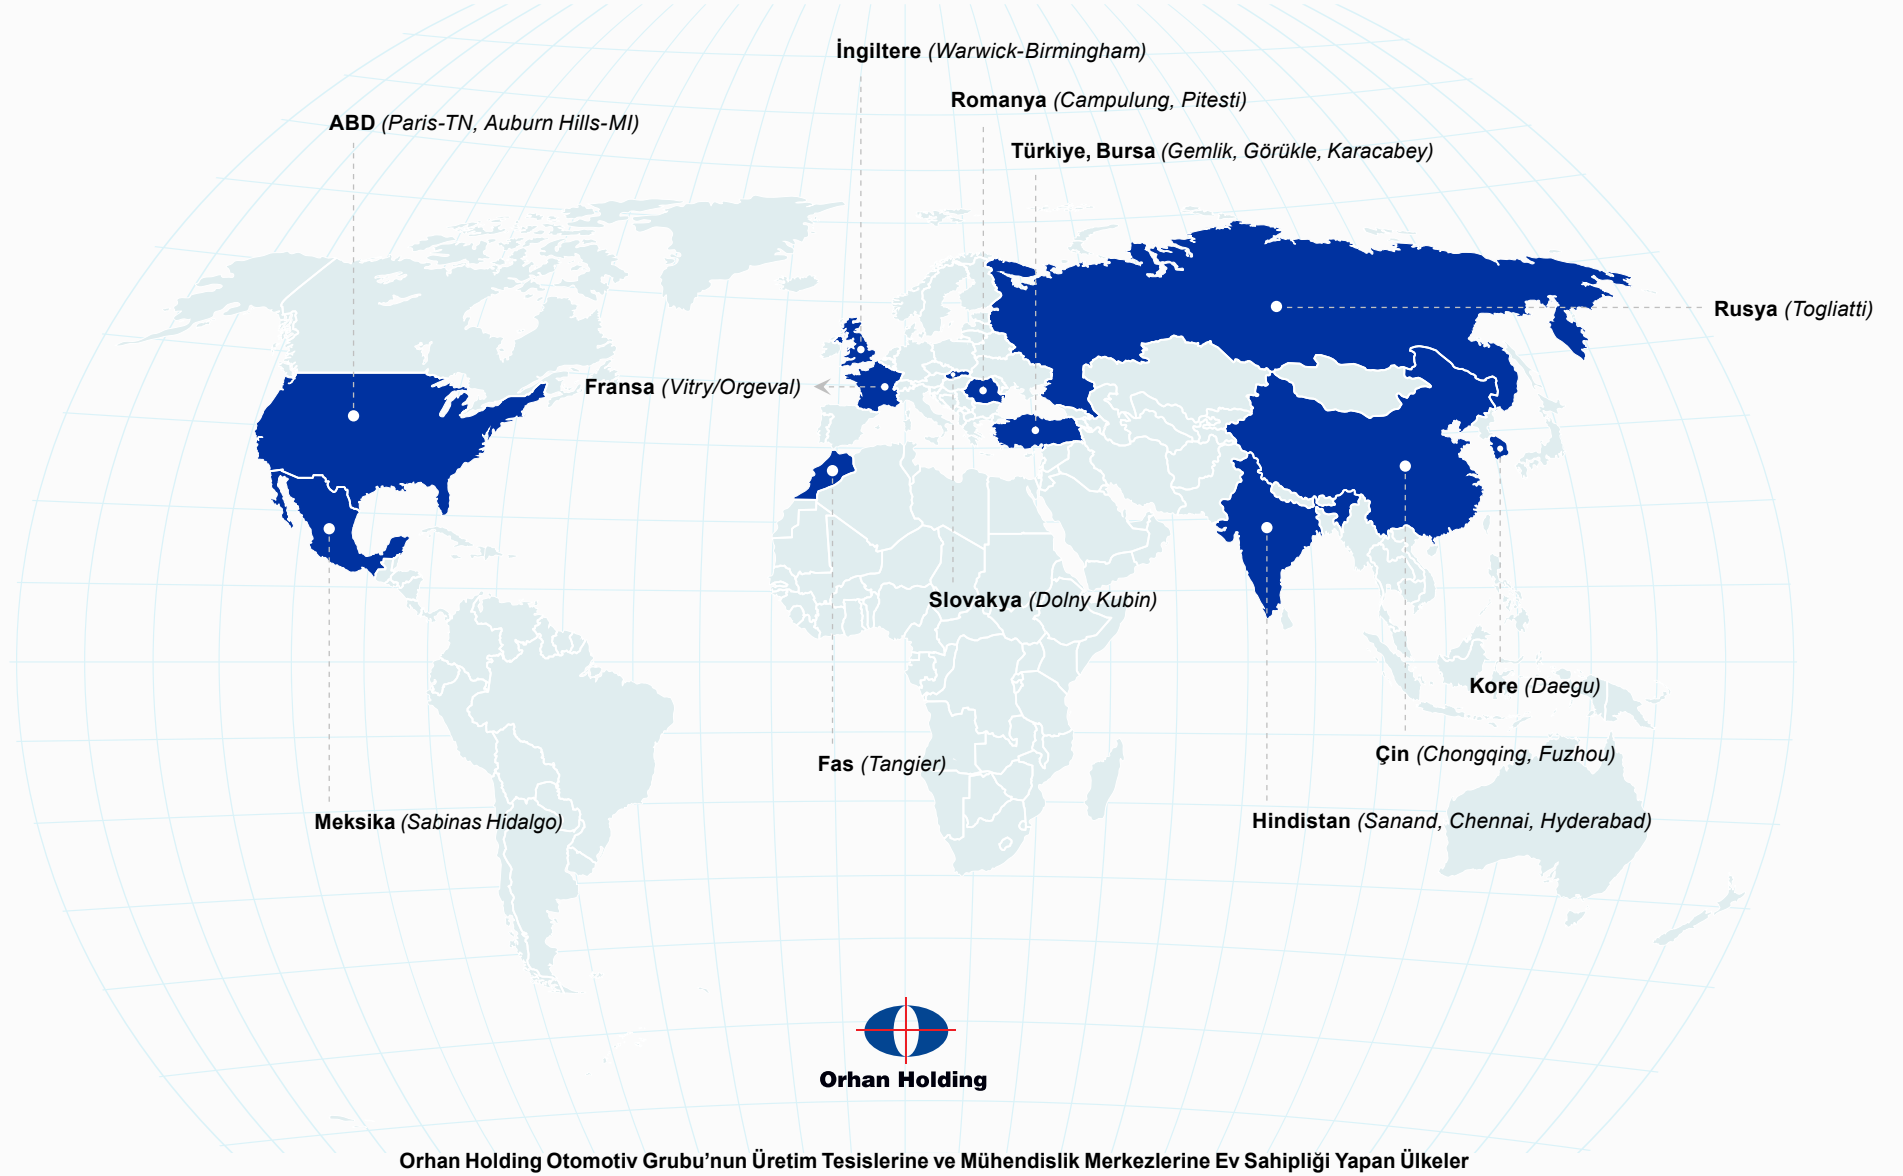 İngiltere (Warwick-Birmingham)
Romanya (Campulung, Pitesti)
ABD (Paris-TN, Auburn Hills-MI)
Türkiye, Bursa (Gemlik, Görükle, Karacabey)
Rusya (Togliatti)
Fransa (Vitry/Orgeval)
Slovakya (Dolny Kubin)
Kore (Daegu)
Çin (Chongqing, Fuzhou)
Fas (Tangier)
Meksika (Sabinas Hidalgo)
Hindistan (Sanand, Chennai, Hyderabad)
Orhan Holding
Orhan Holding Otomotiv Grubu’nun Üretim Tesislerine ve Mühendislik Merkezlerine Ev Sahipliği Yapan Ülkeler